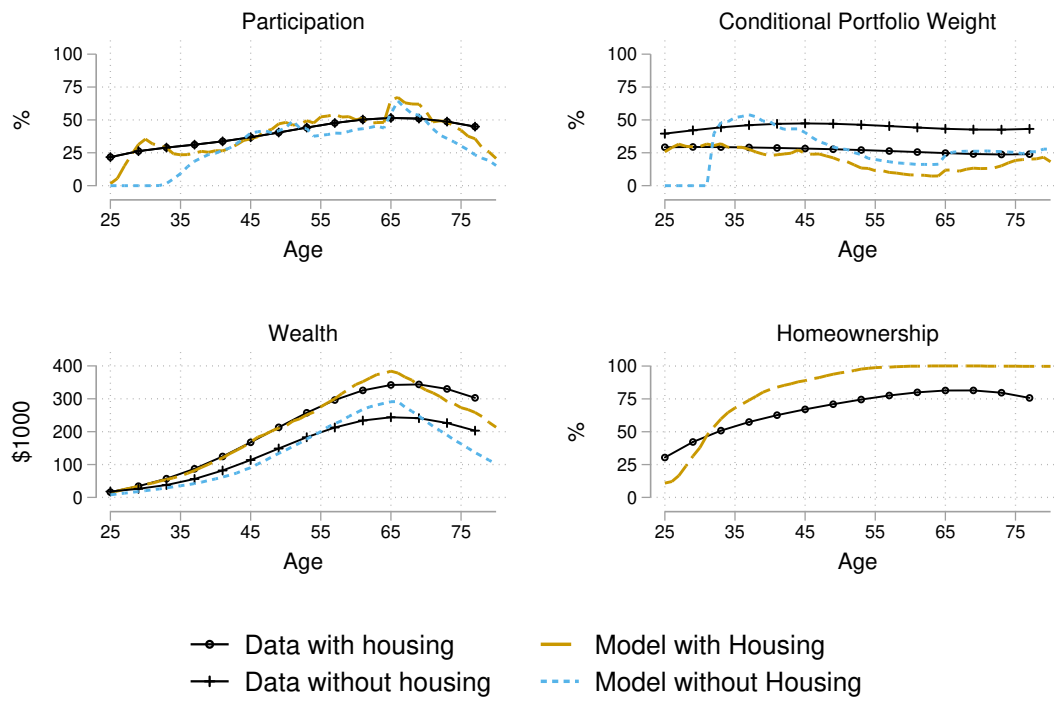 Participation
100
75
50
25
0
%
25 35 45 55 65 75
Age
Conditional Portfolio Weight
100
75
50
25
0
%
25 35 45 55 65 75
Age
Wealth
400
300
200
100
0
$1000
25 35 45 55 65 75
Age
Homeownership
100
75
50
25
0
%
25 35 45 55 65 75
Age
Data with housing
Model with Housing
Data without housing
Model without Housing